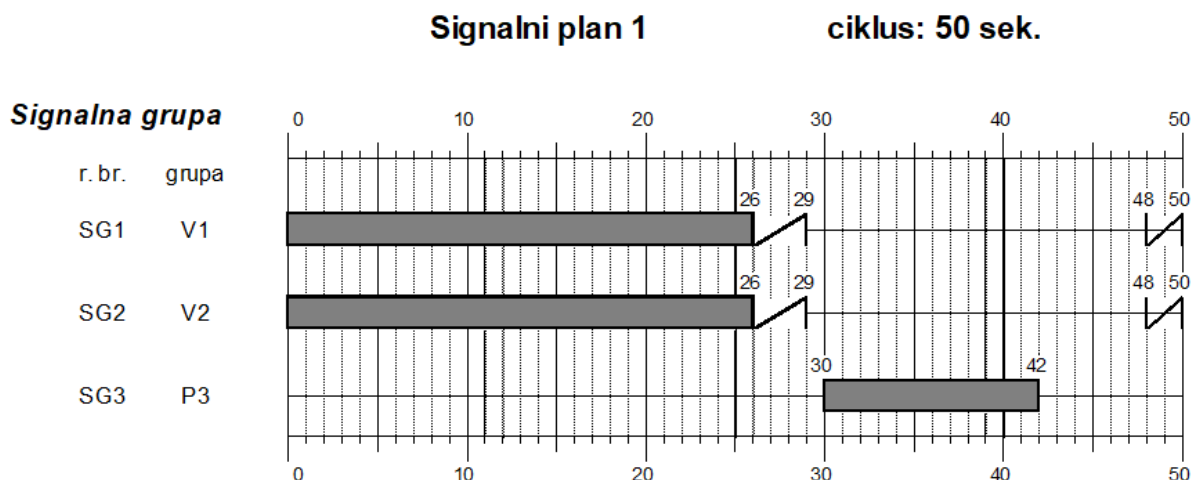 Signalni plan 1 ciklus: 50 sek.
Signalna grupa 0 10 20 30 40 50
r. br. grupa
26 29 48 50
SG1 V1
26 29 48 50
SG2 V2
30 42
SG3 P3
0 10 20 30 40 50